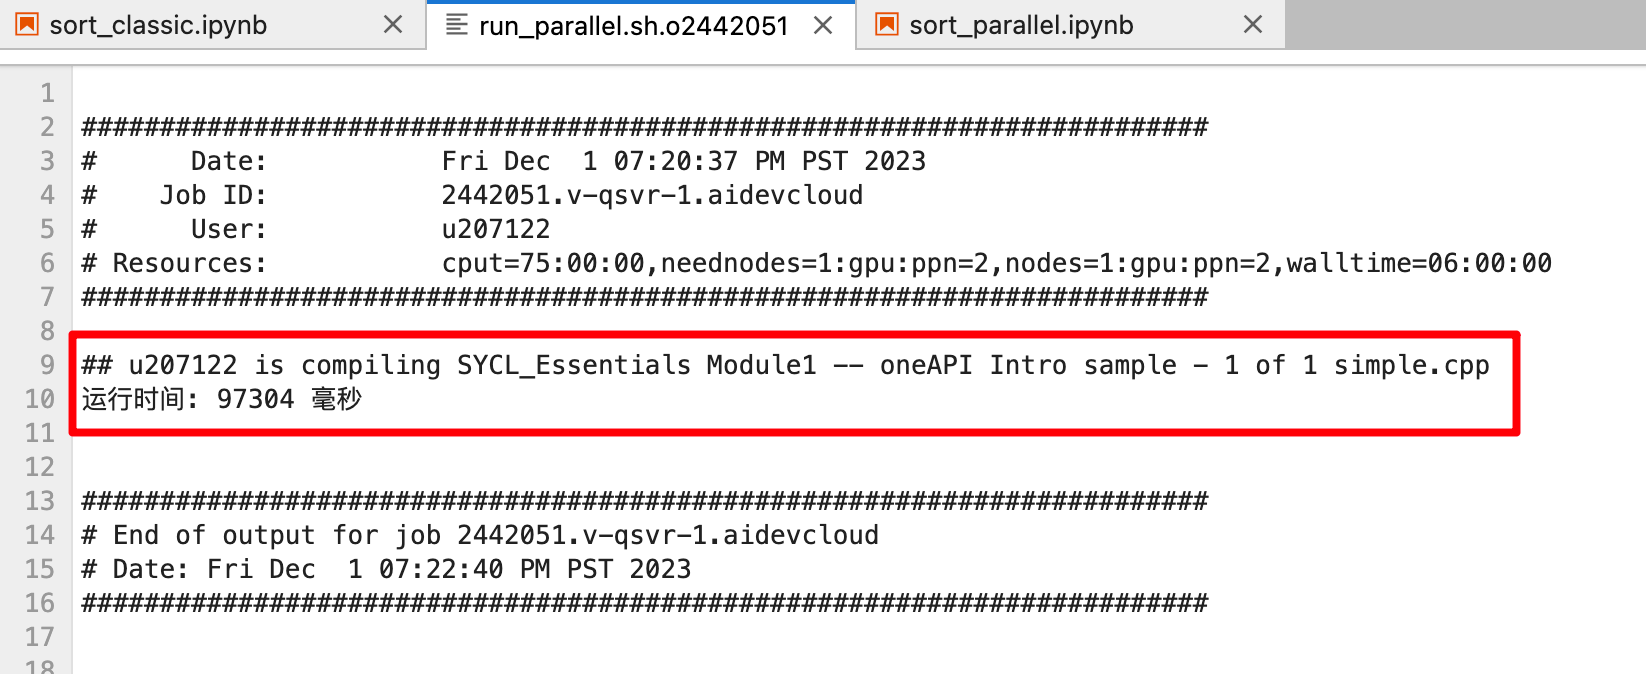 sort_classic.ipynb
run_parallel.sh.o2442051
sort_parallel.ipynb
1
2 ########################################################################
3 # Date: Fri Dec  1 07:20:37 PM PST 2023
4 # Job ID: 2442051.v-qsvr-1.aidevcloud
5 # User: u207122
6 # Resources: cput=75:00:00,neednodes=1:gpu:ppn=2,nodes=1:gpu:ppn=2,walltime=06:00:00
7 ########################################################################
8
9 ## u207122 is compiling SYCL_Essentials Module1 -- oneAPI Intro sample - 1 of 1 simple.cpp
10 运行时间: 97304 毫秒
11
12
13 ########################################################################
14 # End of output for job 2442051.v-qsvr-1.aidevcloud
15 # Date: Fri Dec  1 07:22:40 PM PST 2023
16 ########################################################################
17
18